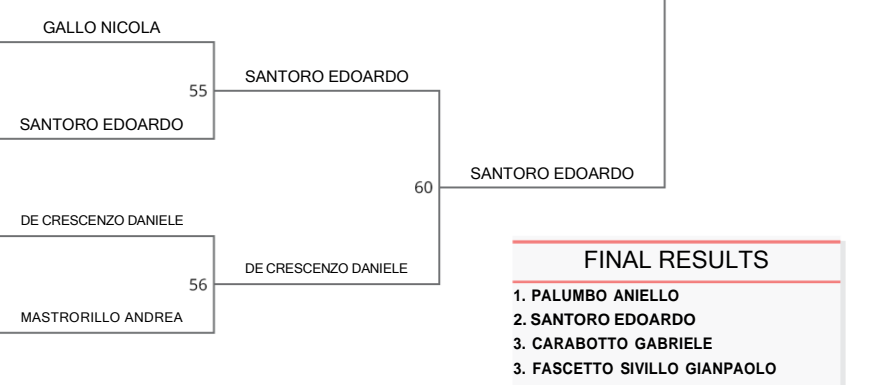 GALLO NICOLA
55
SANTORO EDOARDO
SANTORO EDOARDO
60
SANTORO EDOARDO
DE CRESCENZO DANIELE
56
DE CRESCENZO DANIELE
MASTRORILLO ANDREA
FINAL RESULTS
1. PALUMBO ANIELLO
2. SANTORO EDOARDO
3. CARABOTTO GABRIELE
3. FASCETTO SIVILLO GIANPAOLO